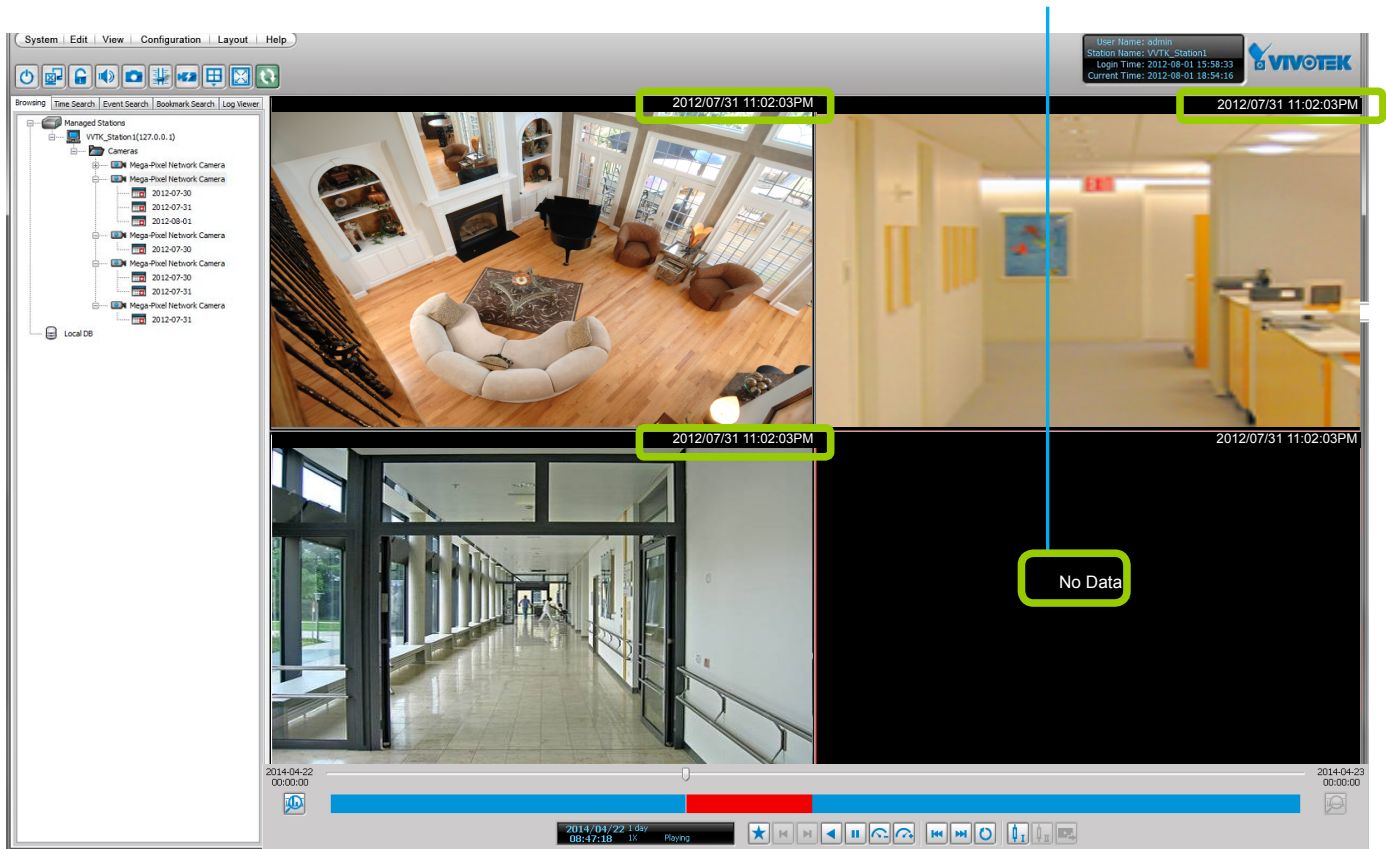 System Edit View Configuration Layout Help
User Name: admin
Station Name: VVTK_Station1
Login Time: 2012-08-01 15:58:33
Current Time: 2012-08-01 18:54:16
VIVOTEK
Browsing Time Search Event Search Bookmark Search Log Viewer
Managed Stations
VVTK_Station1(127.0.0.1)
Cameras
Mega-Pixel Network Camera
Mega-Pixel Network Camera
2012-07-30
2012-07-31
2012-08-01
Mega-Pixel Network Camera
2012-07-30
Mega-Pixel Network Camera
2012-07-30
2012-07-31
Mega-Pixel Network Camera
2012-07-31
Local DB
2012/07/31 11:02:03PM
2012/07/31 11:02:03PM
EXIT
2012/07/31 11:02:03PM
2012/07/31 11:02:03PM
No Data
2014-04-22
00:00:00
2014-04-23
00:00:00
2014/04/22 1 day
08:47:18 1X Playing